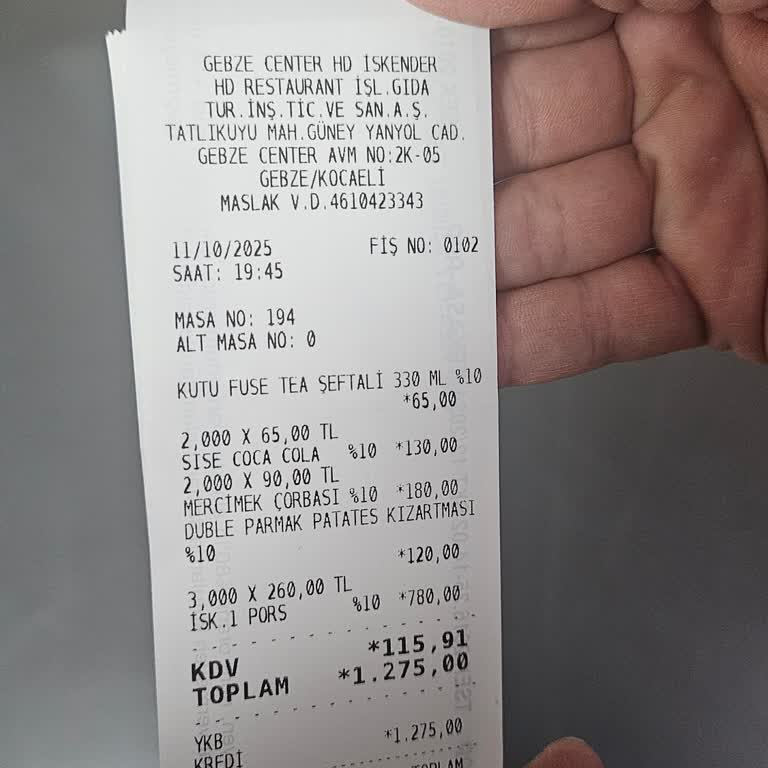 GEBZE CENTER HD İSKENDER
HD RESTAURANT İŞL.GIDA
TUR.İNŞ.TİC.VE SAN.A.Ş.
TATLIKUYU MAH.GÜNEY YANYOL CAD.
GEBZE CENTER AVM NO:2K-05
GEBZE/KOCAELİ
MASLAK V.D.4610423343
11/10/2025 FİŞ NO: 0102
SAAT: 19:45
MASA NO: 194
ALT MASA NO: 0
KUTU FUSE TEA ŞEFTALİ 330 ML %10
*65,00
2,000 X 65,00 TL
SISE COCA COLA %10 *130,00
2,000 X 90,00 TL
MERCİMEK ÇORBASI %10 *180,00
DUBLE PARMAK PATATES KIZARTMASI
%10 *120,00
3,000 X 260,00 TL
İSK.1 PORS %10 *780,00
KDV *115,91
TOPLAM *1.275,00
YKB *1.275,00
KREDİ
TOPLAM